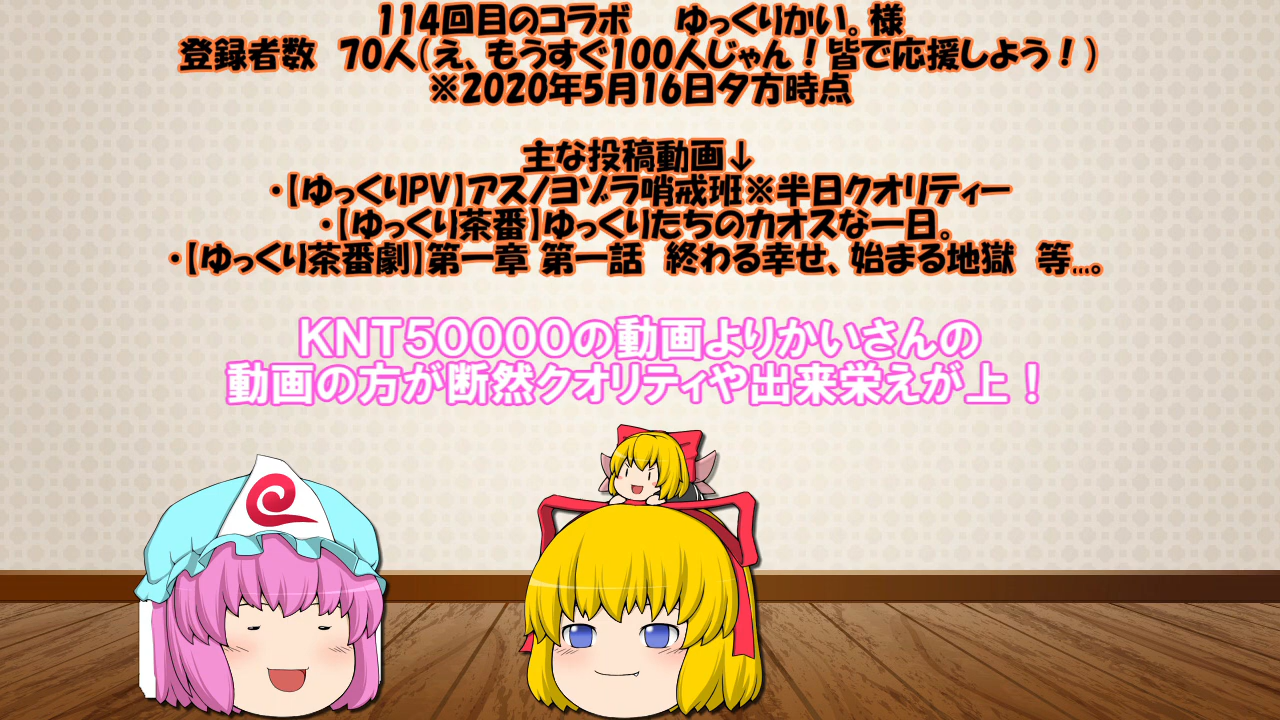 114回目のコラボ　ゆっくりかい。様
登録者数　70人(え、もうすぐ100人じゃん！皆で応援しよう！)
※2020年5月16日夕方時点
主な投稿動画↓
・【ゆっくりPV】アスノヨゾラ哨戒班※半日クオリティー
・【ゆっくり茶番】ゆっくりたちのカオスな一日。
・【ゆっくり茶番劇】第一章 第一話　終わる幸せ、始まる地獄　等...。
KNT50000の動画よりかいさんの
動画の方が断然クオリティや出来栄えが上！